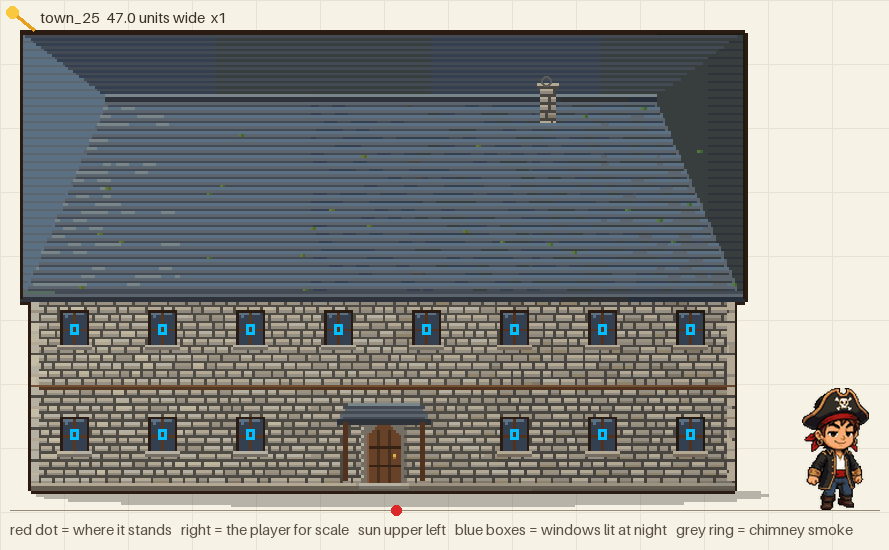 town_25 47.0 units wide x1
red dot = where it stands right = the player for scale sun upper left blue boxes = windows lit at night grey ring = chimney smoke